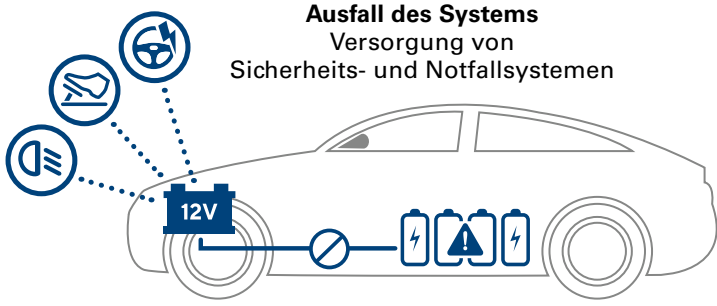 Ausfall des Systems
Versorgung von
Sicherheits- und Notfallsystemen
12V